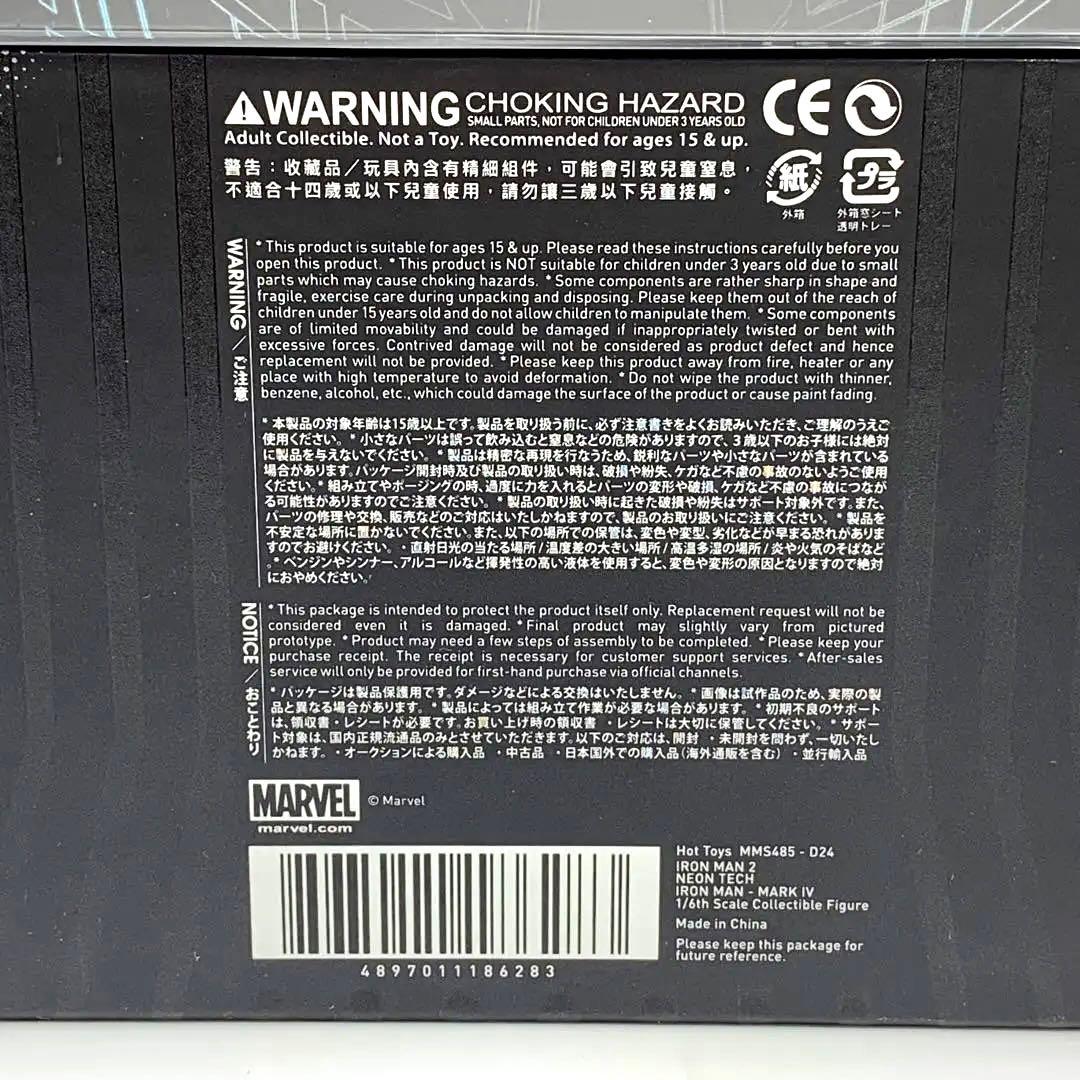 WARNING CHOKING HAZARD
SMALL PARTS, NOT FOR CHILDREN UNDER 3 YEARS OLD
Adult Collectible. Not a Toy. Recommended for ages 15 & up.
警告：收藏品／玩具內含有精細組件，可能會引致兒童窒息，
不適合十四歲或以下兒童使用，請勿讓三歲以下兒童接觸。
CE
紙
外箱
プラ
外箱窓シート
透明トレー
WARNING / ご注意
* This product is suitable for ages 15 & up. Please read these instructions carefully before you
open this product. * This product is NOT suitable for children under 3 years old due to small
parts which may cause choking hazards. * Some components are rather sharp in shape and
fragile, exercise care during unpacking and disposing. Please keep them out of the reach of
children under 15 years old and do not allow children to manipulate them. * Some components
are of limited movability and could be damaged if inappropriately twisted or bent with
excessive forces. Contrived damage will not be considered as product defect and hence
replacement will not be provided. * Please keep this product away from fire, heater or any
place with high temperature to avoid deformation. * Do not wipe the product with thinner,
benzene, alcohol, etc., which could damage the surface of the product or cause paint fading.
* 本製品の対象年齢は15歳以上です。製品を取り扱う前に、必ず注意書きをよくお読みいただき、ご理解のうえご
使用ください。 * 小さなパーツは誤って飲み込むと窒息などの危険がありますので、3歳以下のお子様には絶対
に製品を与えないでください。 * 製品は精密な再現を行なうため、鋭利なパーツや小さなパーツが含まれている
場合があります。パッケージ開封時及び製品の取り扱い時は、破損や紛失、ケガなど不慮の事故のないようご使用
ください。 * 組み立てやポージングの時、過度に力を入れるとパーツの変形や破損、ケガなど不慮の事故につなが
る可能性がありますのでご注意ください。 * 製品の取り扱い時に起きた破損や紛失はサポート対象外です。また、
パーツの修理や交換、販売などのご対応はいたしかねますので、製品のお取り扱いにご注意ください。 * 製品を
不安定な場所に置かないでください。また、以下の場所での保管は、変色や変型、劣化などが早まる恐れがありま
すのでお避けください。 ・直射日光の当たる場所/温度差の大きい場所/高温多湿の場所/炎や火気のそばなど
。 * ベンジンやシンナー、アルコールなど揮発性の高い液体を使用すると、変色や変形の原因となりますので絶対
におやめください。
NOTICE / おことわり
* This package is intended to protect the product itself only. Replacement request will not be
considered even it is damaged. * Final product may slightly vary from pictured
prototype. * Product may need a few steps of assembly to be completed. * Please keep your
purchase receipt. The receipt is necessary for customer support services. * After-sales
service will only be provided for first-hand purchase via official channels.
* パッケージは製品保護用です。ダメージなどによる交換はいたしません。 * 画像は試作品のため、実際の製
品と異なる場合があります。 * 製品によっては組み立て作業が必要な場合があります。 * 初期不良のサポート
は、領収書・レシートが必要です。お買い上げ時の領収書 ・レシートは大切に保管してください。 * サポー
ト対象は、国内正規流通品のみとさせていただきます。以下のご対応は、開封 ・未開封を問わず、一切いたし
かねます。 ・オークションによる購入品 ・中古品 ・日本国外での購入品（海外通販を含む） ・並行輸入品
MARVEL © Marvel
marvel.com
4897011186283
Hot Toys MMS485 - D24
IRON MAN 2
NEON TECH
IRON MAN - MARK IV
1/6th Scale Collectible Figure
Made in China
Please keep this package for
future reference.